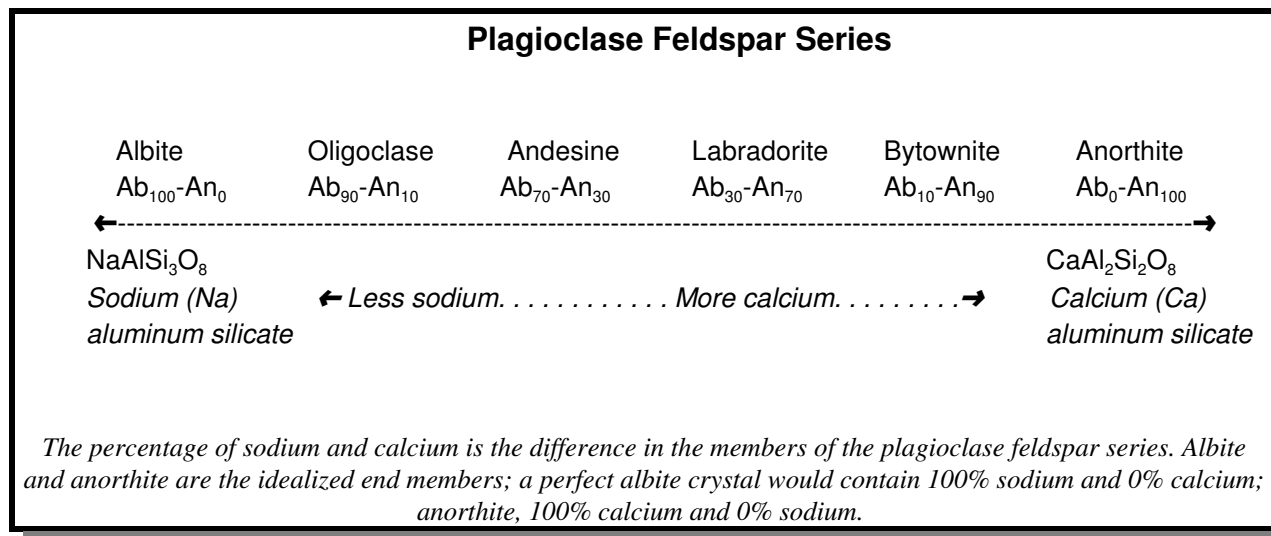 Plagioclase Feldspar Series
Albite Oligoclase Andesine Labradorite Bytownite Anorthite
Ab₁₀₀-An₀ Ab₉₀-An₁₀ Ab₇₀-An₃₀ Ab₃₀-An₇₀ Ab₁₀-An₉₀ Ab₀-An₁₀₀
NaAlSi₃O₈ CaAl₂Si₂O₈
Sodium (Na) ← Less sodium. . . . . . . . . . . . More calcium. . . . . . . . .→ Calcium (Ca)
aluminum silicate aluminum silicate
The percentage of sodium and calcium is the difference in the members of the plagioclase feldspar series. Albite
and anorthite are the idealized end members; a perfect albite crystal would contain 100% sodium and 0% calcium;
anorthite, 100% calcium and 0% sodium.